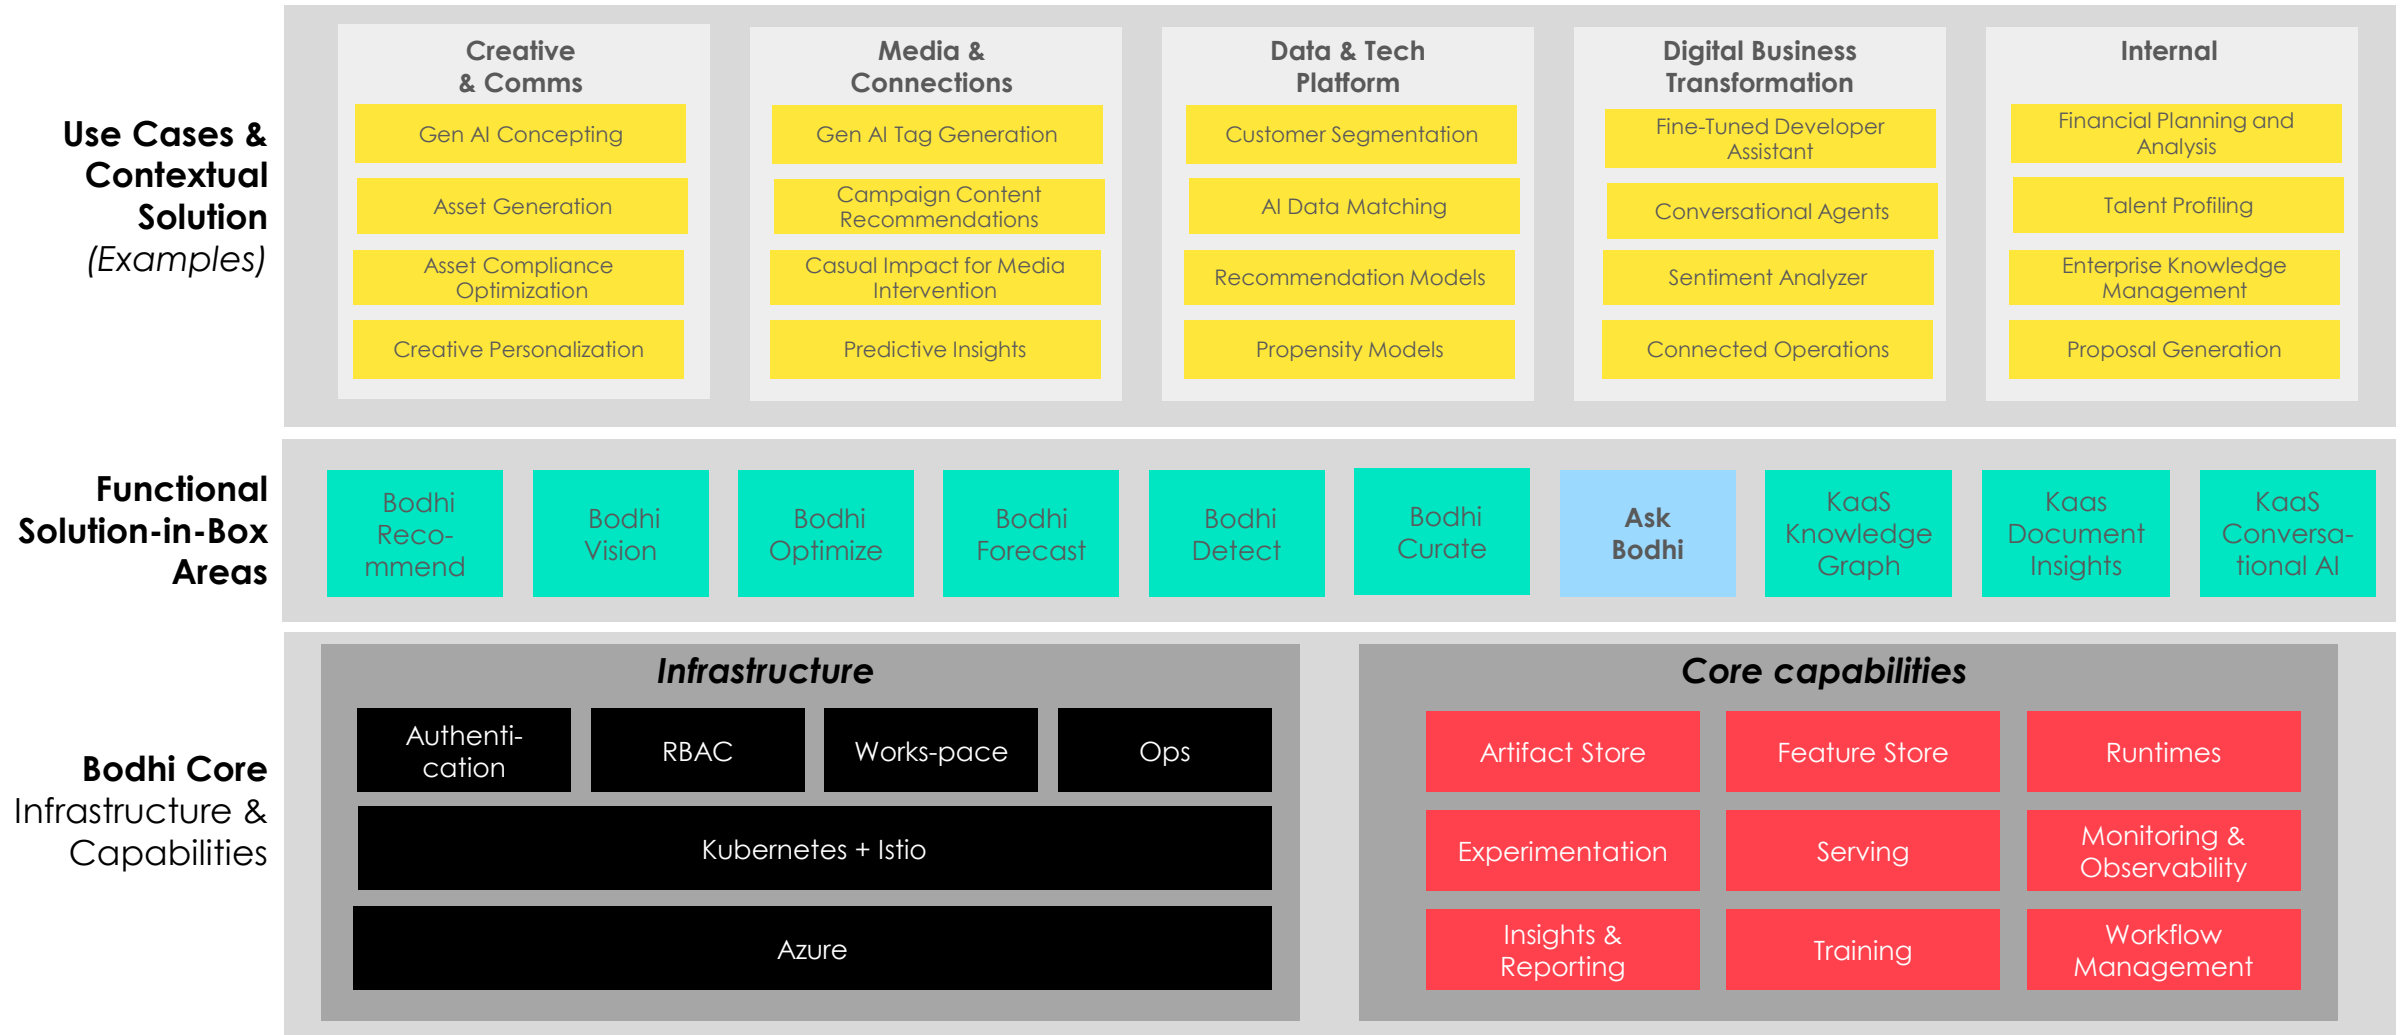 Use Cases &
Contextual
Solution
(Examples)
Creative
& Comms
Gen AI Concepting
Asset Generation
Asset Compliance
Optimization
Creative Personalization
Media &
Connections
Gen AI Tag Generation
Campaign Content
Recommendations
Casual Impact for Media
Intervention
Predictive Insights
Data & Tech
Platform
Customer Segmentation
AI Data Matching
Recommendation Models
Propensity Models
Digital Business
Transformation
Fine-Tuned Developer
Assistant
Conversational Agents
Sentiment Analyzer
Connected Operations
Internal
Financial Planning and
Analysis
Talent Profiling
Enterprise Knowledge
Management
Proposal Generation
Functional
Solution-in-Box
Areas
Bodhi
Reco-
mmend
Bodhi
Vision
Bodhi
Optimize
Bodhi
Forecast
Bodhi
Detect
Bodhi
Curate
Ask
Bodhi
KaaS
Knowledge
Graph
Kaas
Document
Insights
KaaS
Conversa-
tional AI
Bodhi Core
Infrastructure &
Capabilities
Infrastructure
Authenti-
cation
RBAC
Works-pace
Ops
Kubernetes + Istio
Azure
Core capabilities
Artifact Store
Feature Store
Runtimes
Experimentation
Serving
Monitoring &
Observability
Insights &
Reporting
Training
Workflow
Management